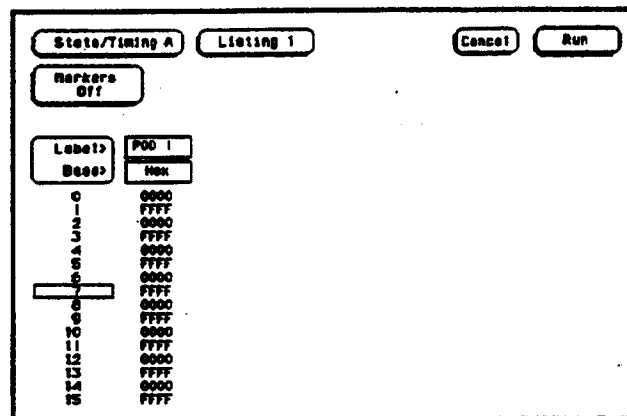 State/Timing A Listing 1 Cancel Run
Markers
Off
Label> POD 1
Base> Hex
0 0000
1 FFFF
2 0000
3 FFFF
4 0000
5 FFFF
6 0000
7 FFFF
8 0000
9 FFFF
10 0000
11 FFFF
12 0000
13 FFFF
14 0000
15 FFFF